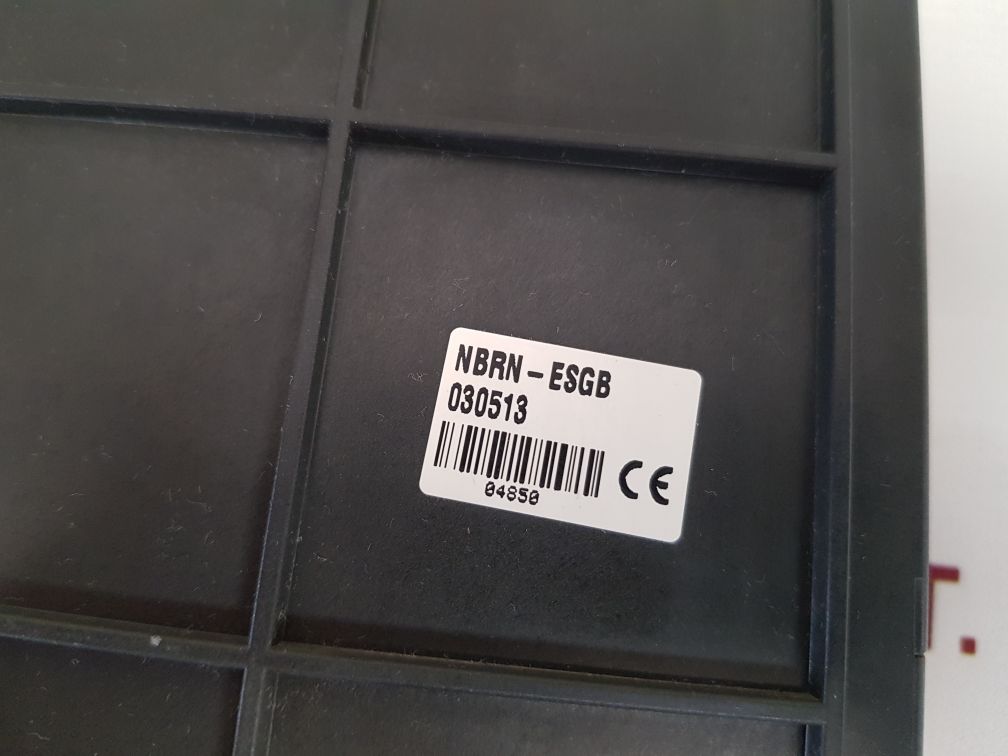 NBRN-ESGB
030513
04850
CE
T.